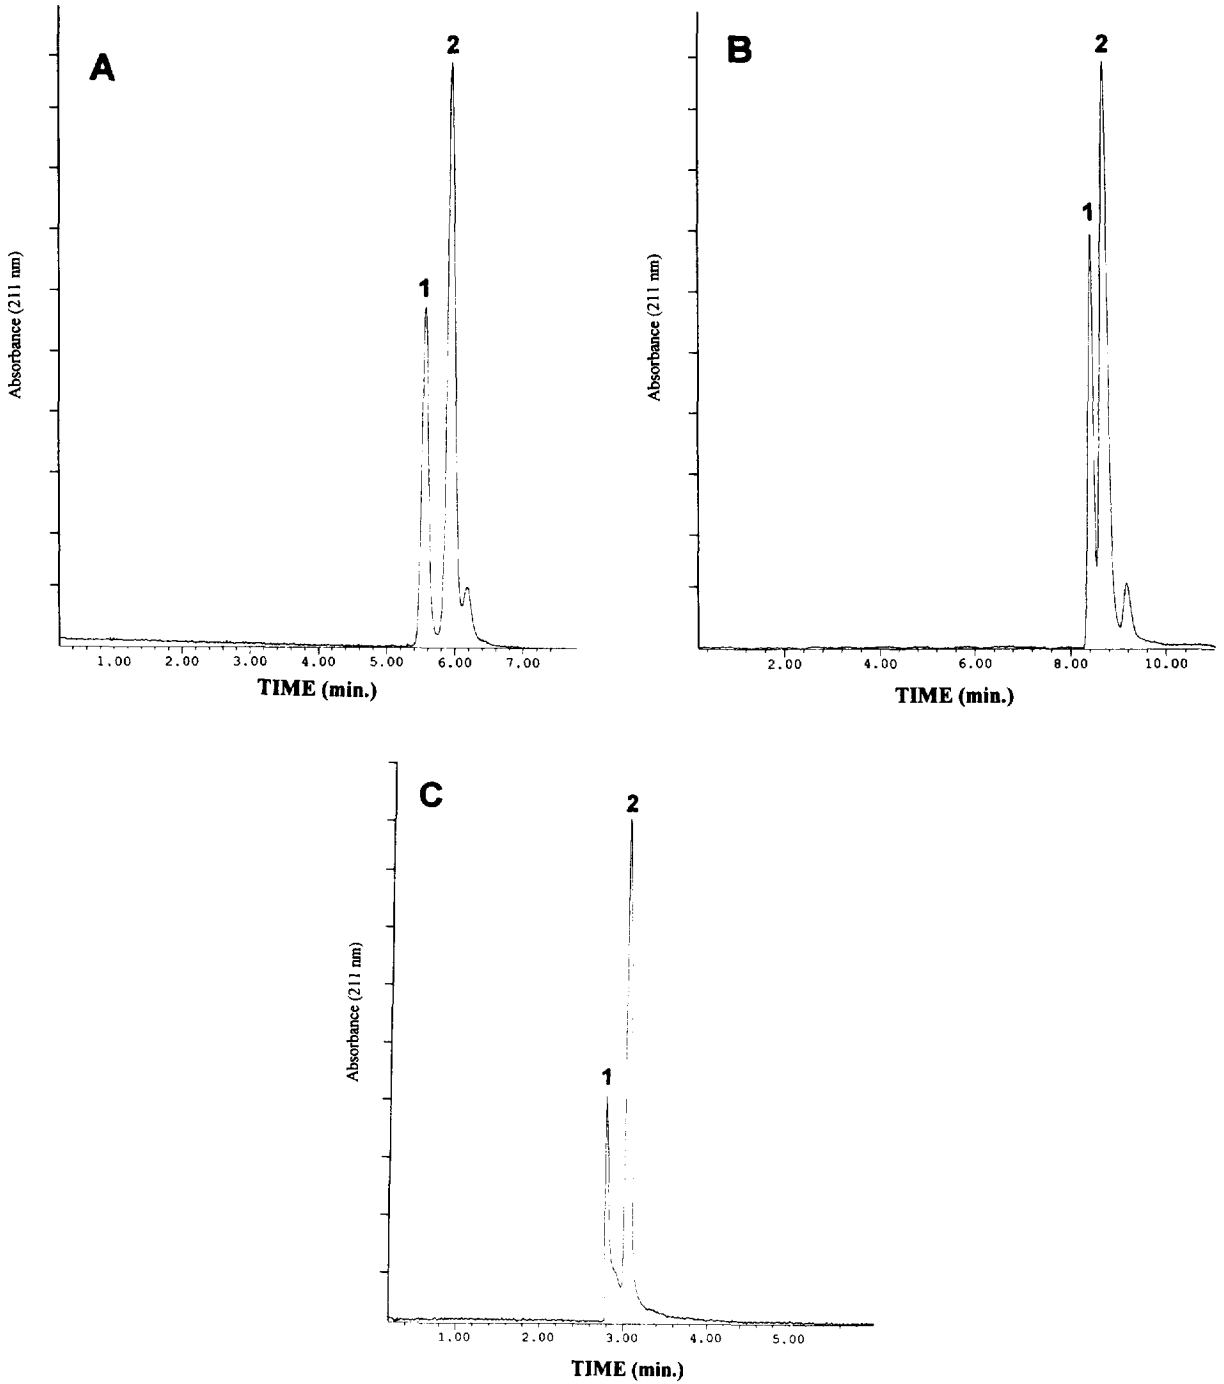 A
2
1
Absorbance (211 nm)
1.00 2.00 3.00 4.00 5.00 6.00 7.00
TIME (min.)
B
2
1
Absorbance (211 nm)
2.00 4.00 6.00 8.00 10.00
TIME (min.)
C
2
1
Absorbance (211 nm)
1.00 2.00 3.00 4.00 5.00
TIME (min.)